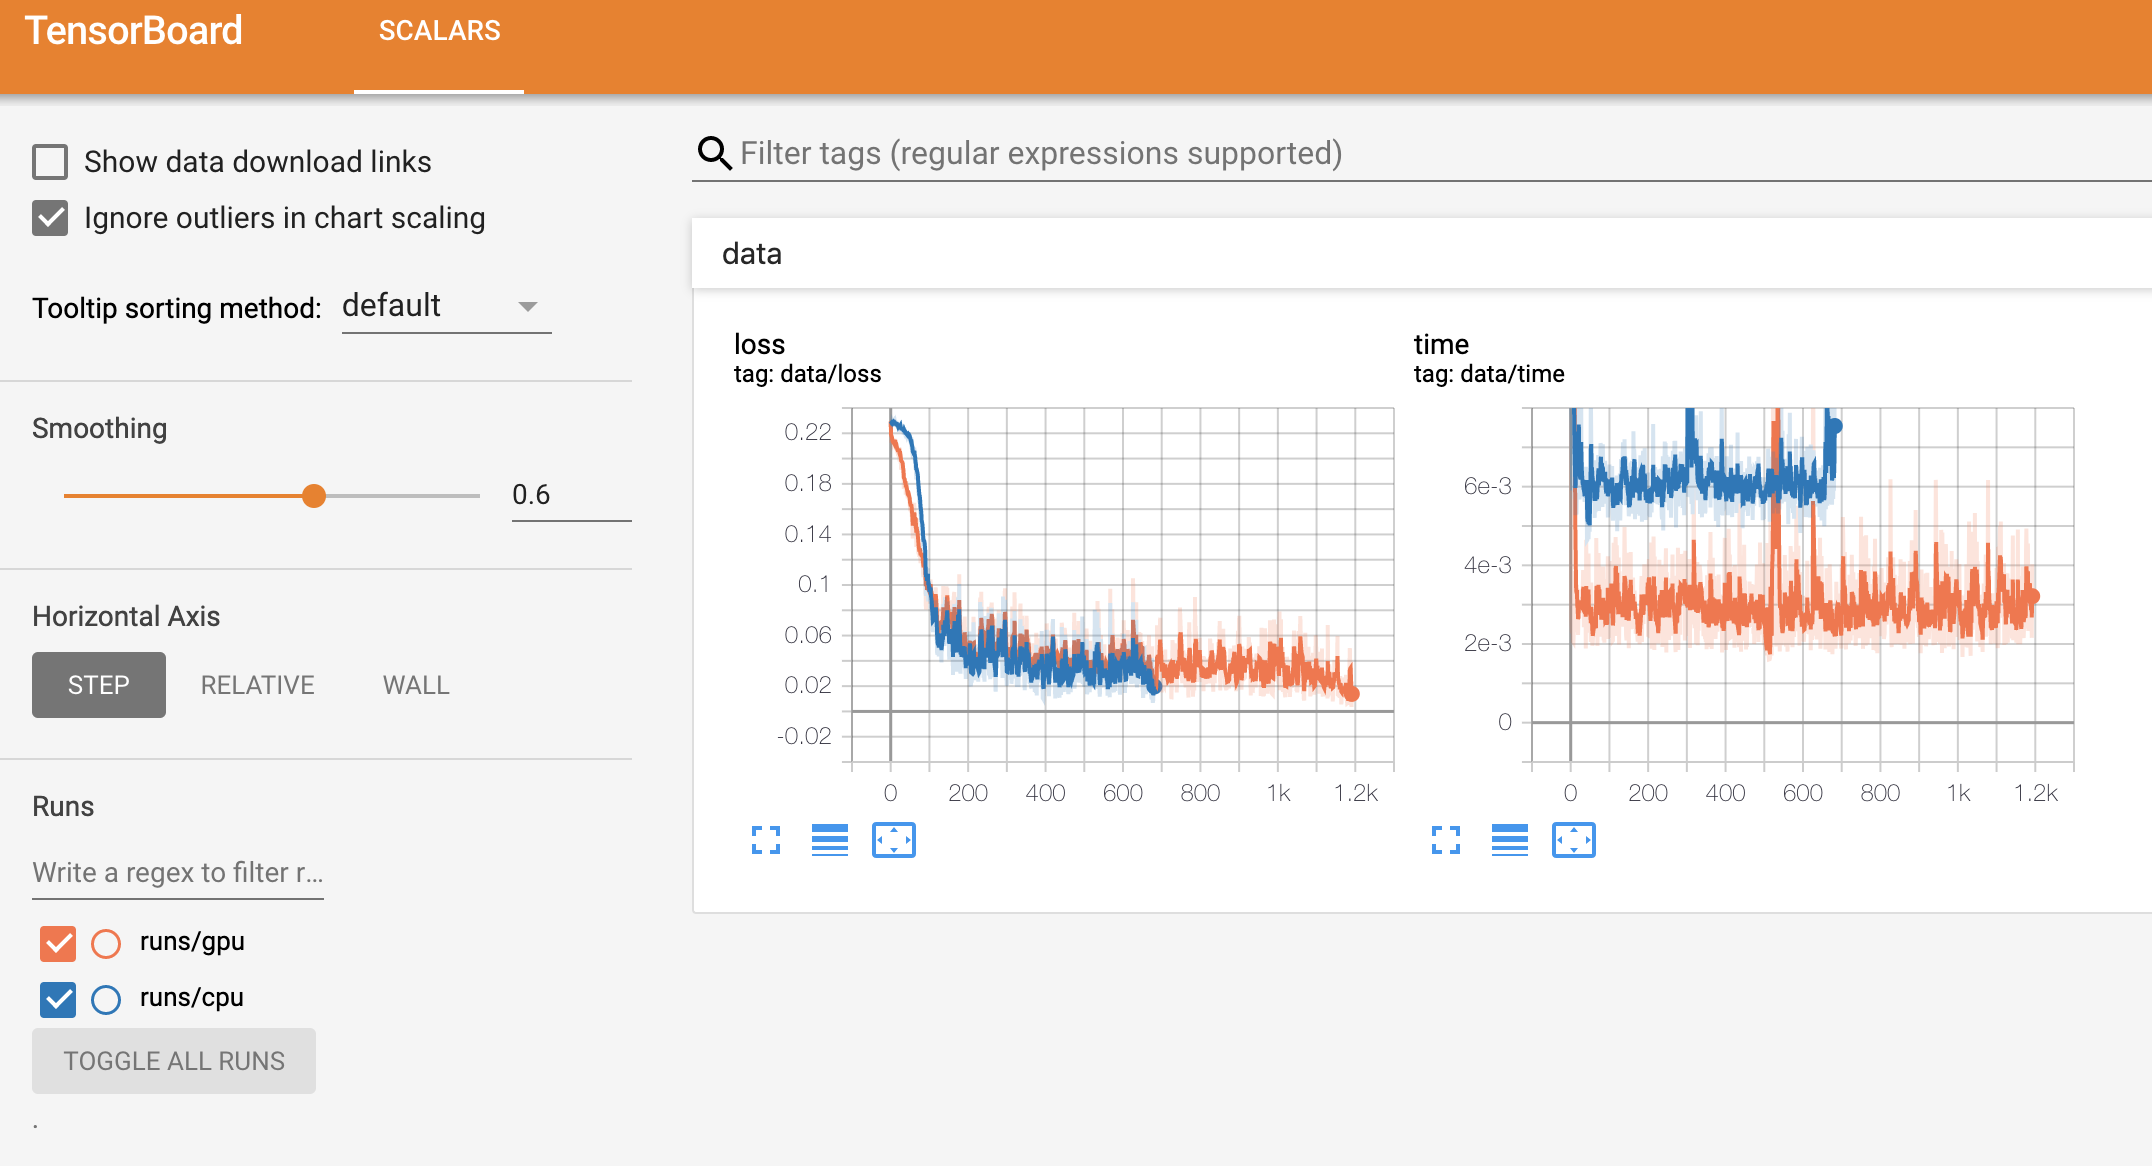 TensorBoard
SCALARS
Show data download links
Ignore outliers in chart scaling
Tooltip sorting method: default
Smoothing
0.6
Horizontal Axis
STEP RELATIVE WALL
Runs
Write a regex to filter r...
runs/gpu
runs/cpu
TOGGLE ALL RUNS
.
Filter tags (regular expressions supported)
data
loss
tag: data/loss
0.22
0.18
0.14
0.1
0.06
0.02
-0.02
0 200 400 600 800 1k 1.2k
time
tag: data/time
6e-3
4e-3
2e-3
0
0 200 400 600 800 1k 1.2k